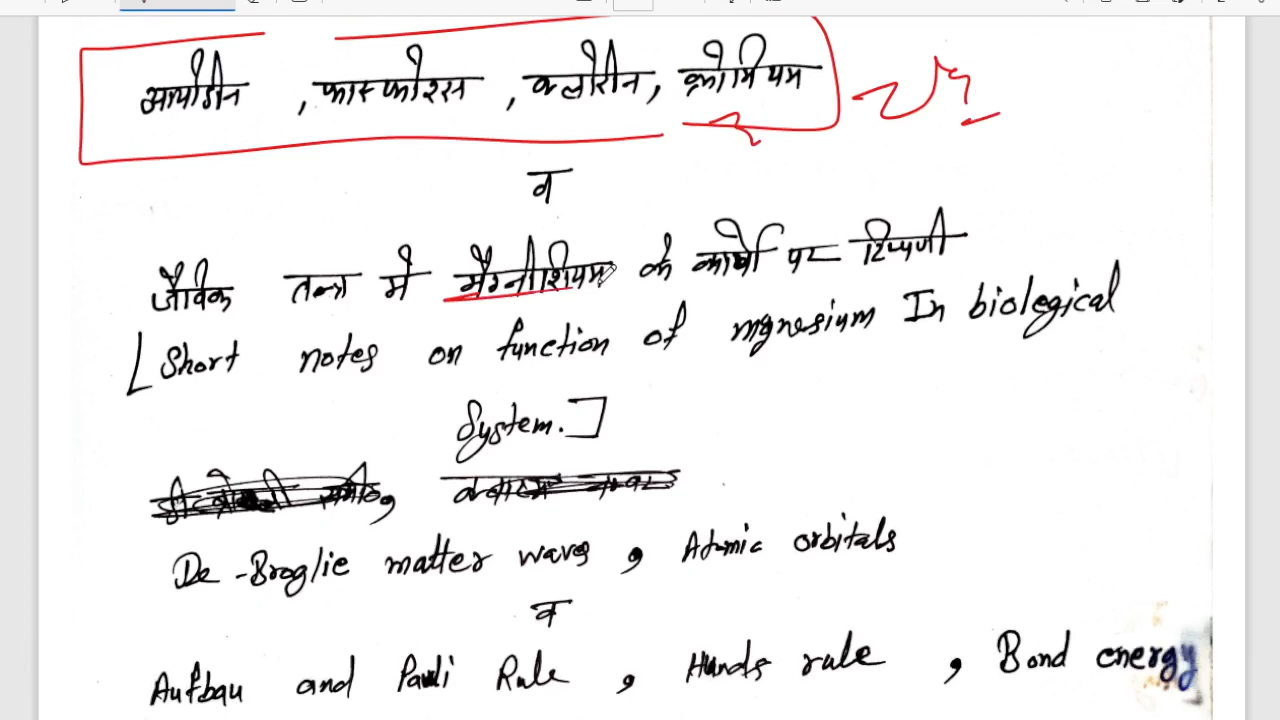 आयोडीन , फास्फोरस , क्लोरीन, क्रोमियम
व
जैविक तन्त्र में मैग्नीशियम के कार्यो पर टिप्पणी
[ Short notes on function of mgnesium In biological
System. ]
De-Broglie matter waves , Atomic orbitals
व
Aufbau and Pauli Rule , Hunds rule , Bond energy